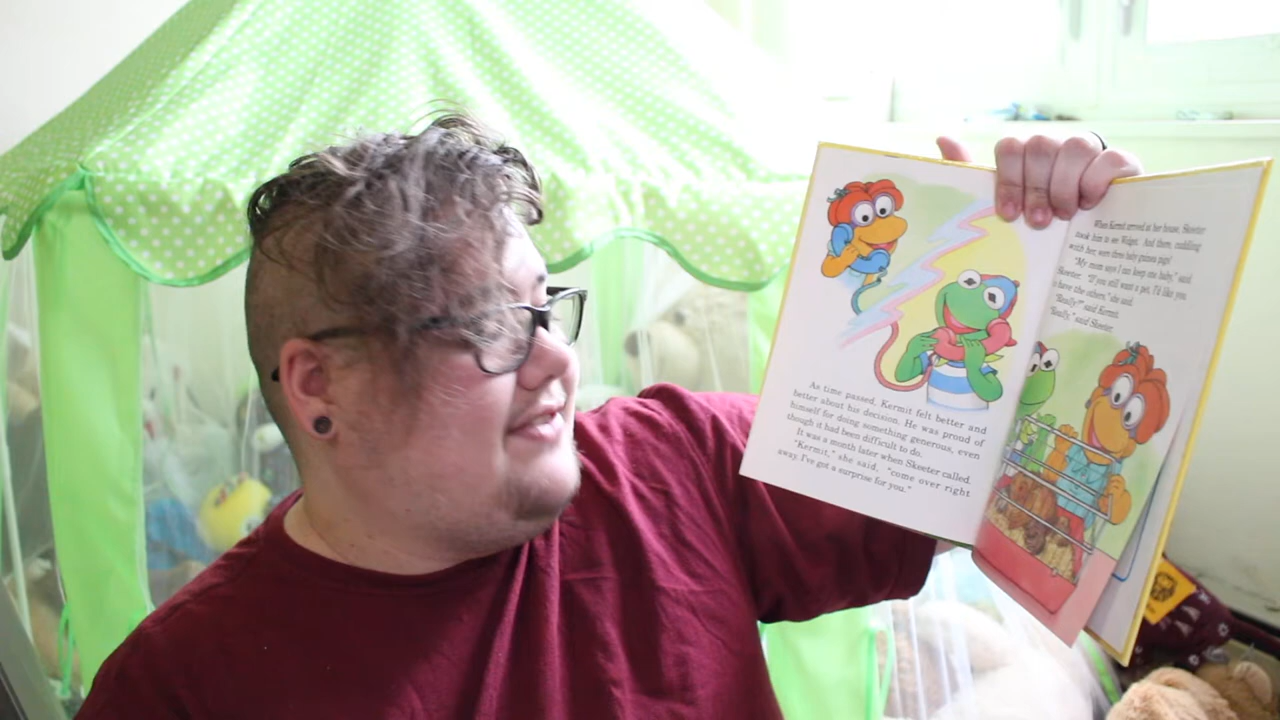 As time passed, Kermit felt better and
better about his decision. He was proud of
himself for doing something generous, even
though it had been difficult to do.
It was a month later when Skeeter called.
"Kermit," she said, "come over right
away. I've got a surprise for you."
When Kermit arrived at her house, Skeeter
took him to see Widget. And there, cuddling
with her, were three baby guinea pigs!
"My mom says I can keep one baby," said
Skeeter. "If you still want a pet, I'd like you
to have the others," she said.
"Really?" said Kermit.
"Really," said Skeeter.